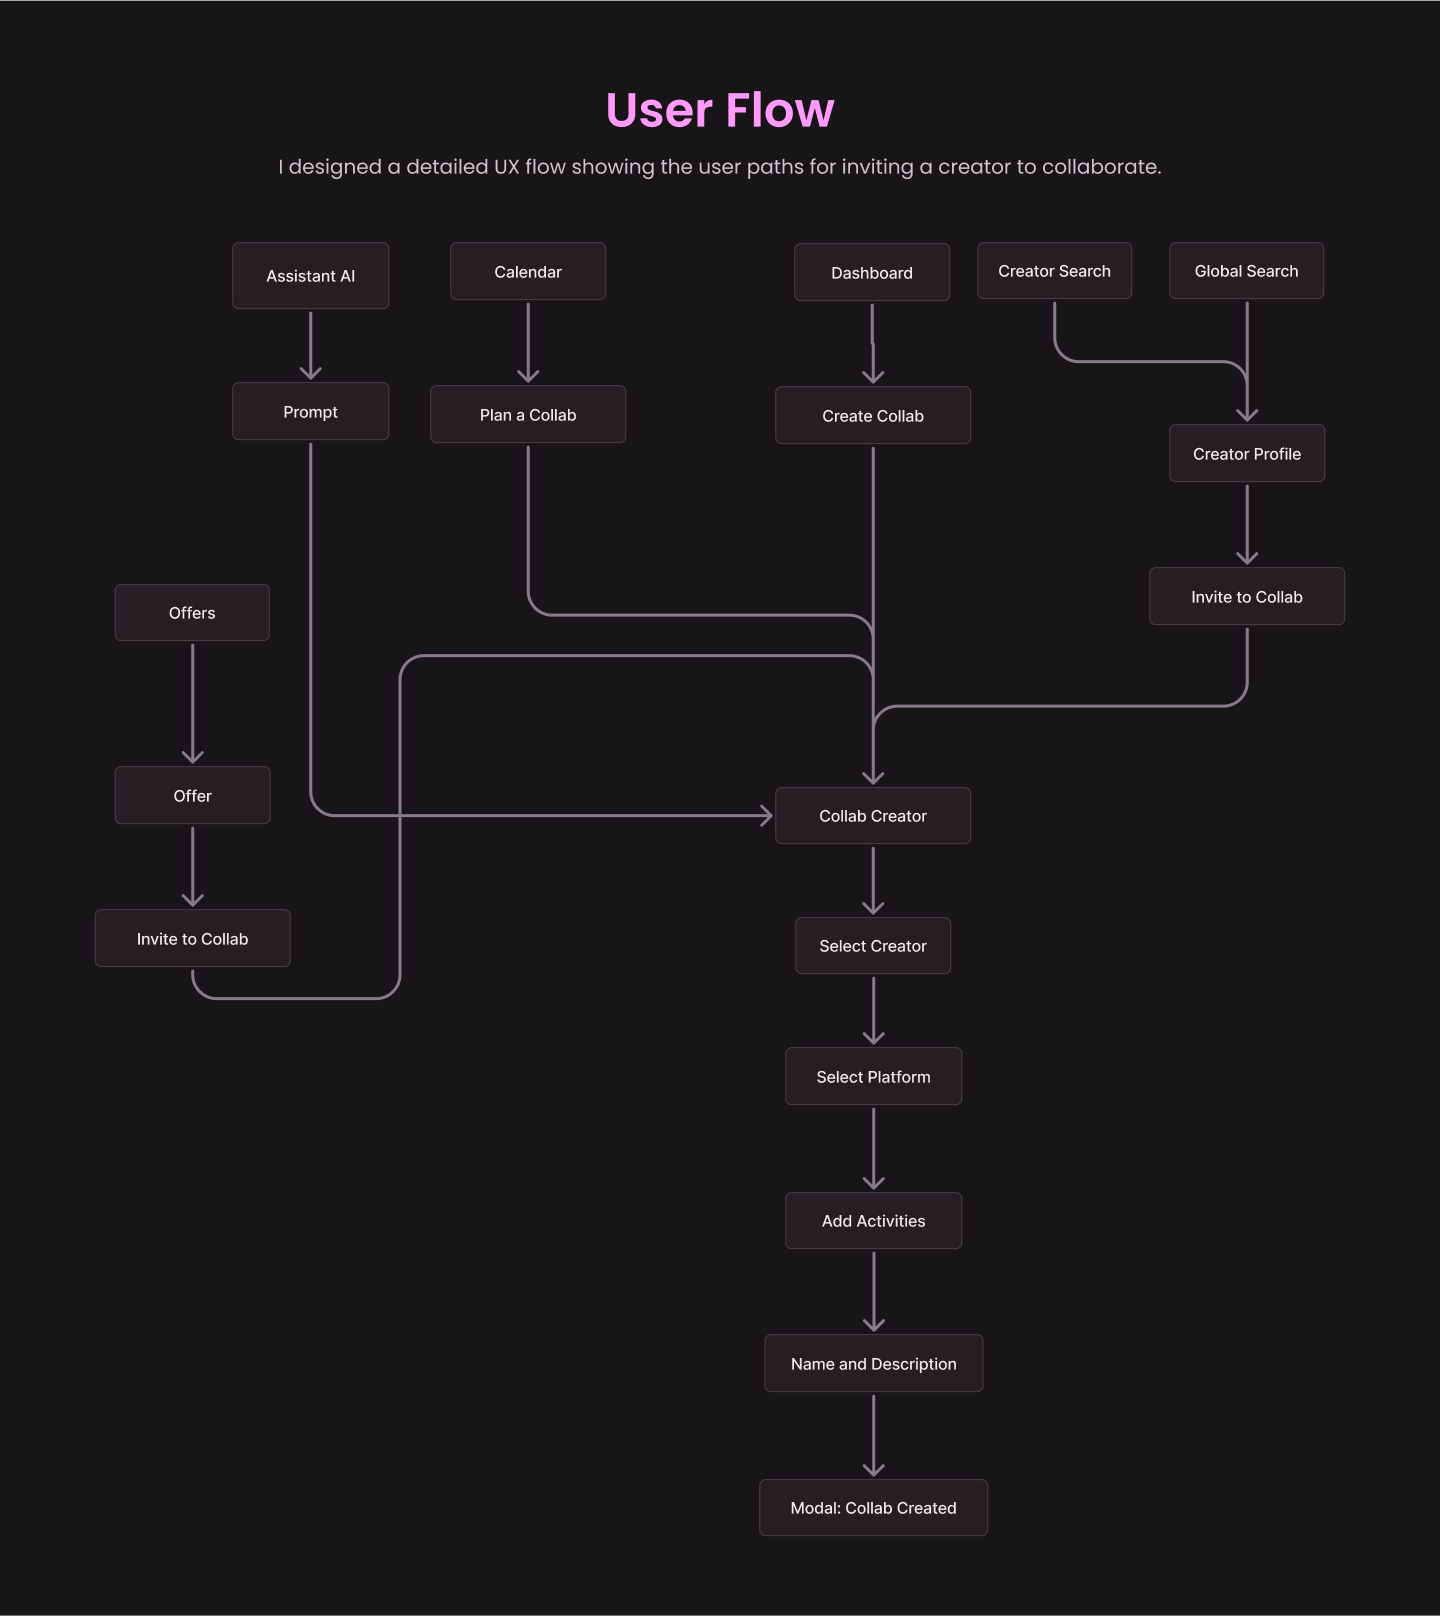 User Flow
I designed a detailed UX flow showing the user paths for inviting a creator to collaborate.
Assistant AI
Calendar
Dashboard
Creator Search
Global Search
Prompt
Plan a Collab
Create Collab
Creator Profile
Invite to Collab
Offers
Offer
Collab Creator
Invite to Collab
Select Creator
Select Platform
Add Activities
Name and Description
Modal: Collab Created